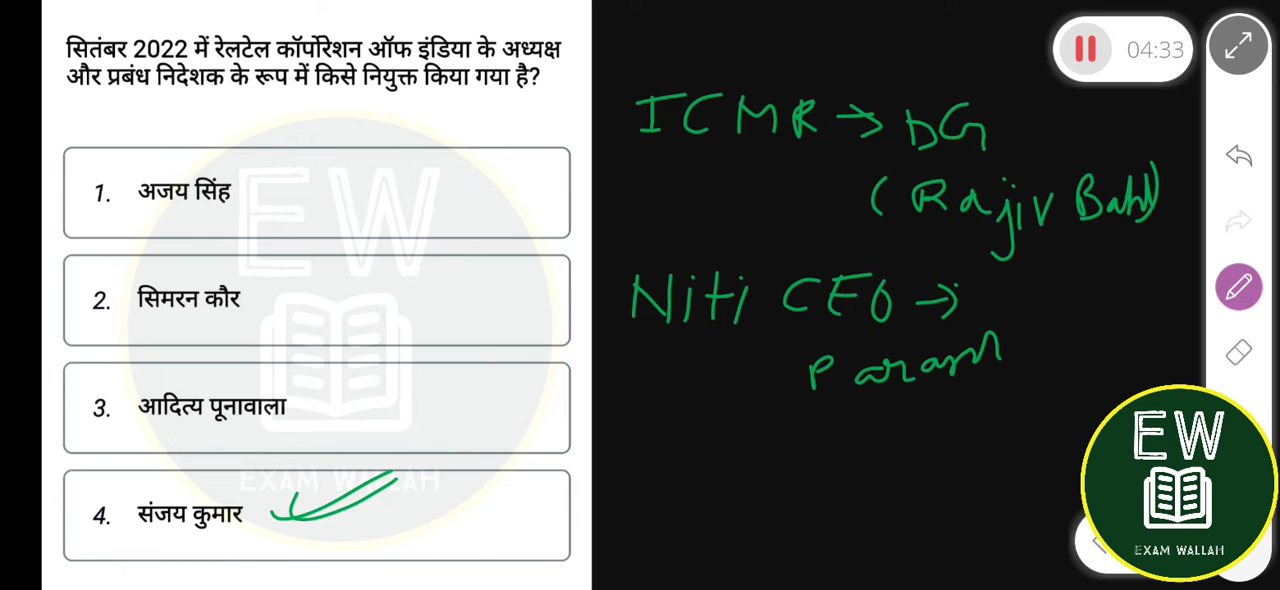 सितंबर 2022 में रेलटेल कॉर्पोरेशन ऑफ इंडिया के अध्यक्ष
और प्रबंध निदेशक के रूप में किसे नियुक्त किया गया है?
1. अजय सिंह
2. सिमरन कौर
3. आदित्य पूनावाला
4. संजय कुमार
EW
EXAM WALLAH
ICMR → DG
(Rajiv Bahl)
Niti CEO →
Param
04:33
EW
EXAM WALLAH